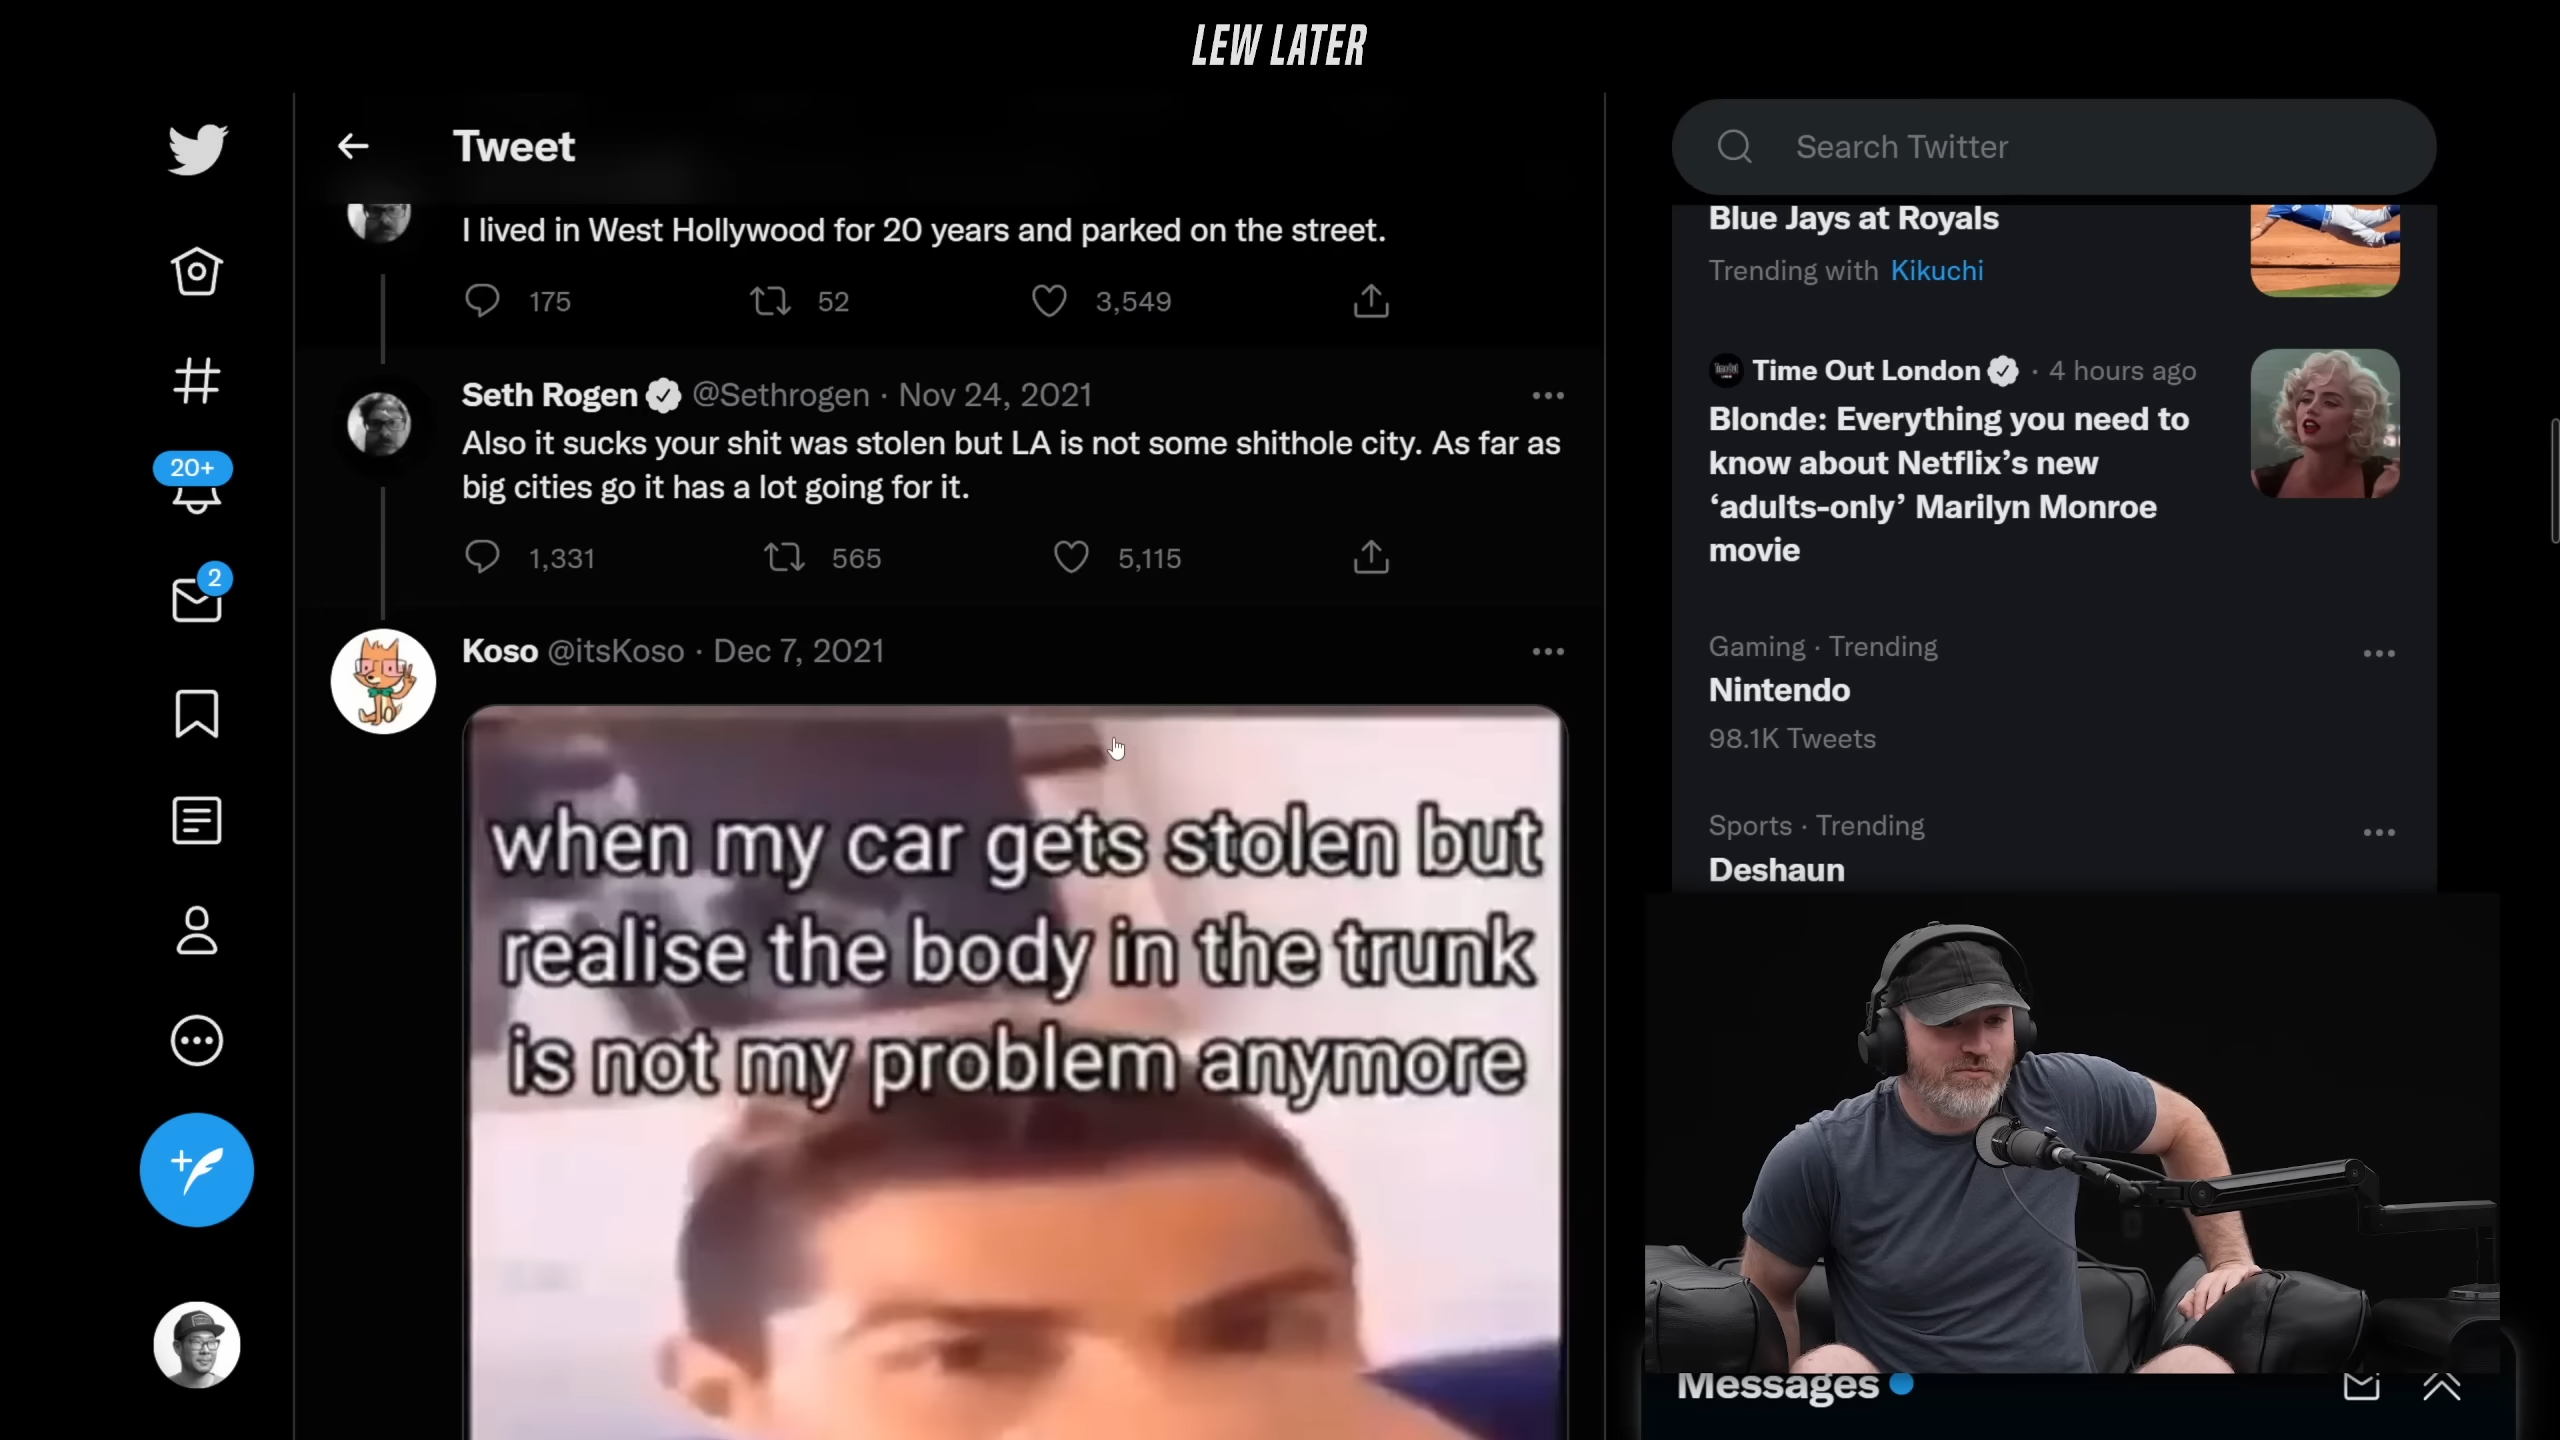 LEW LATER
Tweet
I lived in West Hollywood for 20 years and parked on the street.
175
52
3,549
Seth Rogen @Sethrogen · Nov 24, 2021
Also it sucks your shit was stolen but LA is not some shithole city. As far as
big cities go it has a lot going for it.
1,331
565
5,115
Koso @itsKoso · Dec 7, 2021
when my car gets stolen but
realise the body in the trunk
is not my problem anymore
20+
2
Search Twitter
Blue Jays at Royals
Trending with Kikuchi
Time Out London · 4 hours ago
Blonde: Everything you need to
know about Netflix’s new
‘adults-only’ Marilyn Monroe
movie
Gaming · Trending
Nintendo
98.1K Tweets
Sports · Trending
Deshaun
Messages